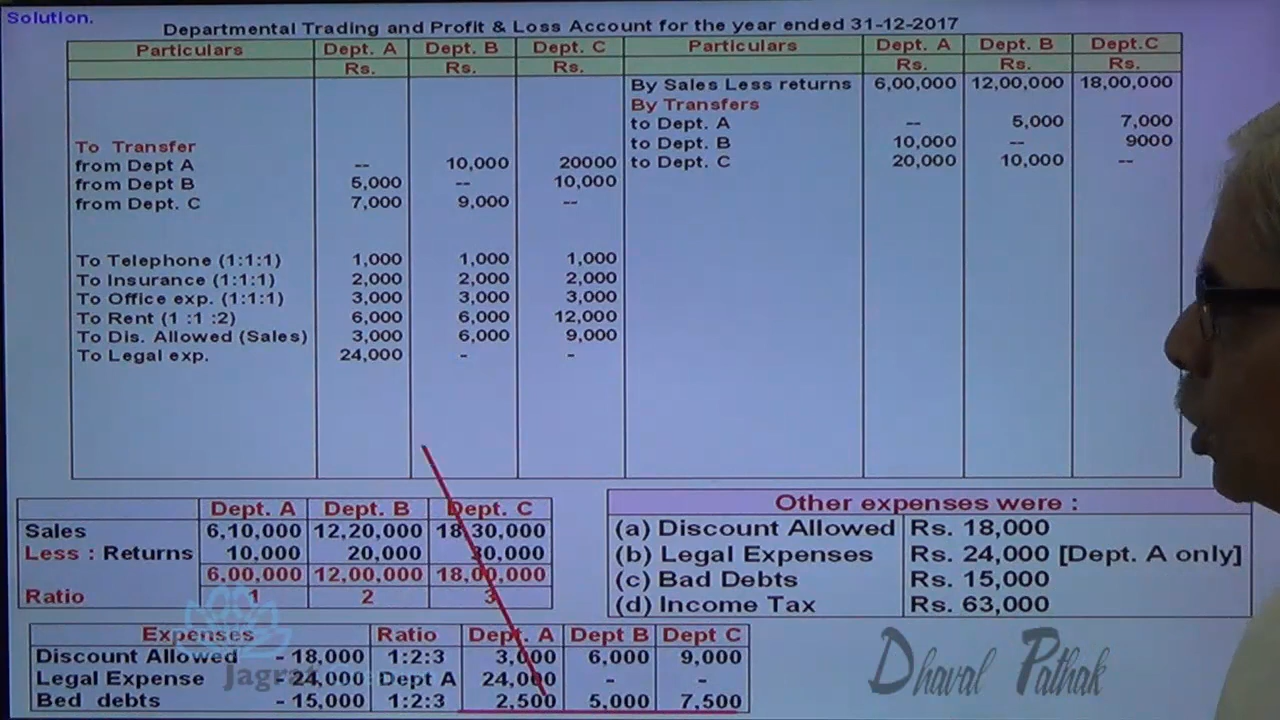 Solution.
Departmental Trading and Profit & Loss Account for the year ended 31-12-2017
Particulars Dept. A Dept. B Dept. C Particulars Dept. A Dept. B Dept.C
Rs. Rs. Rs. Rs. Rs. Rs.
By Sales Less returns 6,00,000 12,00,000 18,00,000
By Transfers
to Dept. A -- 5,000 7,000
To Transfer to Dept. B 10,000 -- 9000
from Dept A -- 10,000 20000 to Dept. C 20,000 10,000 --
from Dept B 5,000 -- 10,000
from Dept. C 7,000 9,000 --
To Telephone (1:1:1) 1,000 1,000 1,000
To Insurance (1:1:1) 2,000 2,000 2,000
To Office exp. (1:1:1) 3,000 3,000 3,000
To Rent (1 :1 :2) 6,000 6,000 12,000
To Dis. Allowed (Sales) 3,000 6,000 9,000
To Legal exp. 24,000 - -
Dept. A Dept. B Dept. C
Sales 6,10,000 12,20,000 18,30,000
Less : Returns 10,000 20,000 30,000
6,00,000 12,00,000 18,00,000
Ratio 1 2 3
Other expenses were :
(a) Discount Allowed Rs. 18,000
(b) Legal Expenses Rs. 24,000 [Dept. A only]
(c) Bad Debts Rs. 15,000
(d) Income Tax Rs. 63,000
Expenses Ratio Dept. A Dept B Dept C
Discount Allowed - 18,000 1:2:3 3,000 6,000 9,000
Legal Expense - 24,000 Dept A 24,000 - -
Bed debts - 15,000 1:2:3 2,500 5,000 7,500
Dhaval Pathak